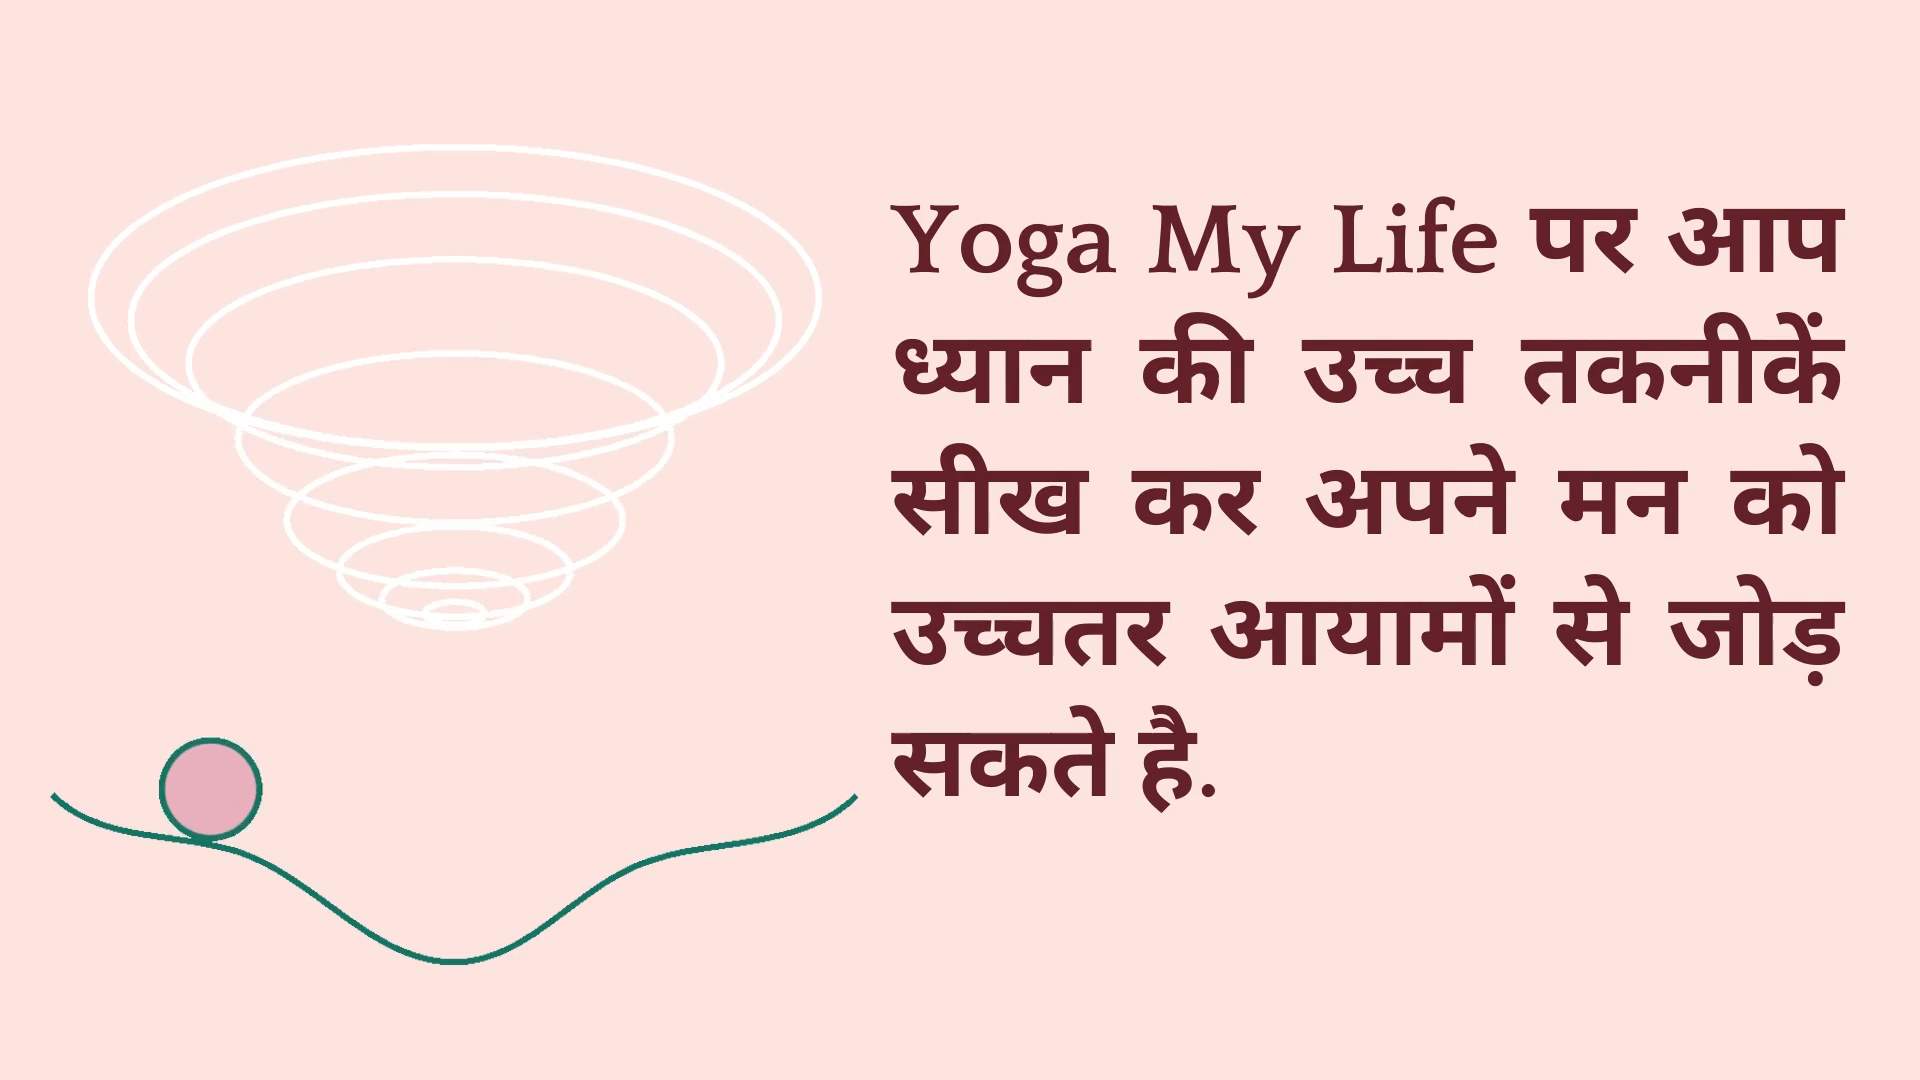 Yoga My Life पर आप
ध्यान की उच्च तकनीकें
सीख कर अपने मन को
उच्चतर आयामों से जोड़
सकते है.